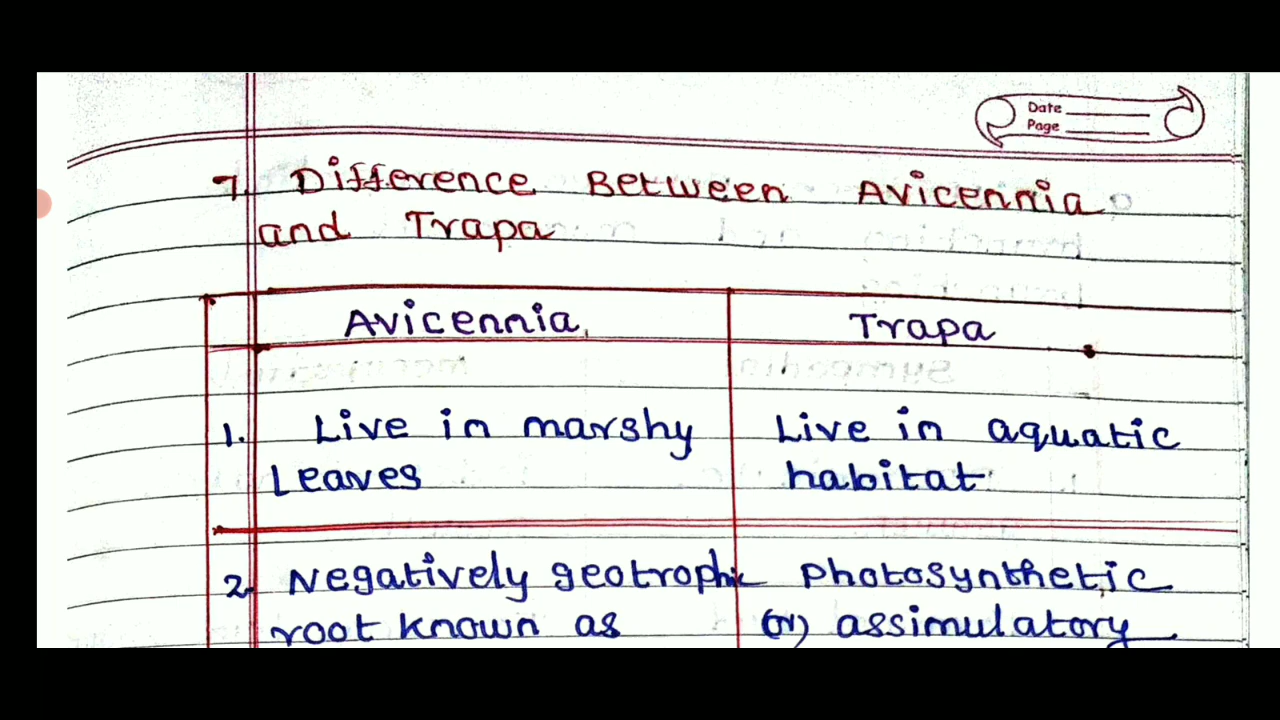 Date
Page
7. Difference Between Avicennia
and Trapa
Avicennia Trapa
1. Live in marshy Live in aquatic
Leaves habitat
2. Negatively geotrophic Photosynthetic
root known as (or) assimulatory